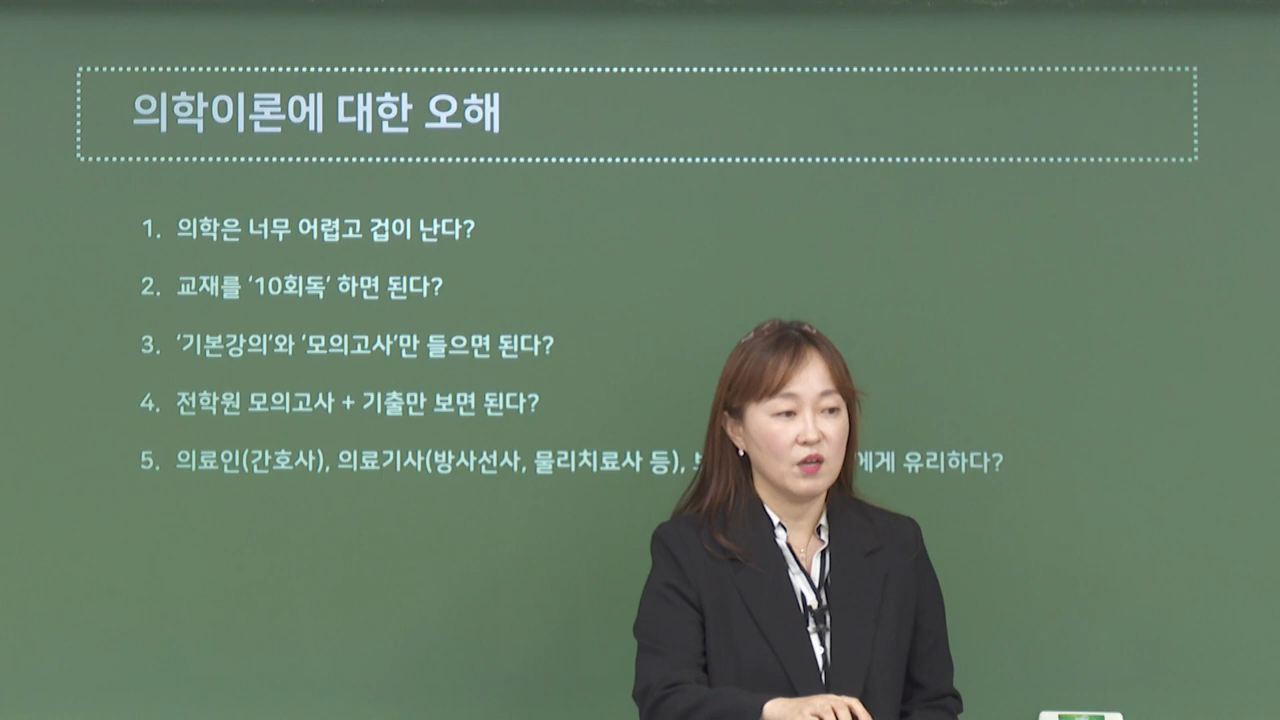 의학이론에 대한 오해
1. 의학은 너무 어렵고 겁이 난다?
2. 교재를 '10회독' 하면 된다?
3. '기본강의'와 '모의고사'만 들으면 된다?
4. 전학원 모의고사 + 기출만 보면 된다?
5. 의료인(간호사), 의료기사(방사선사, 물리치료사 등), 에게 유리하다?